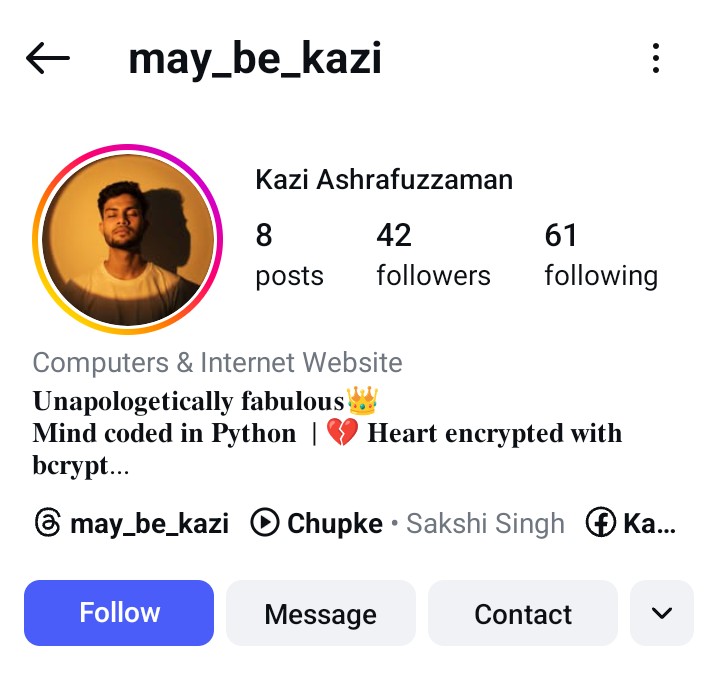 may_be_kazi
Kazi Ashrafuzzaman
8 42 61
posts followers following
Computers & Internet Website
𝐔𝐧𝐚𝐩𝐨𝐥𝐨𝐠𝐞𝐭𝐢𝐜𝐚𝐥𝐥𝐲 𝐟𝐚𝐛𝐮𝐥𝐨𝐮𝐬👑
𝐌𝐢𝐧𝐝 𝐜𝐨𝐝𝐞𝐝 𝐢𝐧 𝐏𝐲𝐭𝐡𝐨𝐧 | 💔 𝐇𝐞𝐚𝐫𝐭 𝐞𝐧𝐜𝐫𝐲𝐩𝐭𝐞𝐝 𝐰𝐢𝐭𝐡
𝐛𝐜𝐫𝐲𝐩𝐭...
may_be_kazi Chupke • Sakshi Singh Ka...
Follow Message Contact